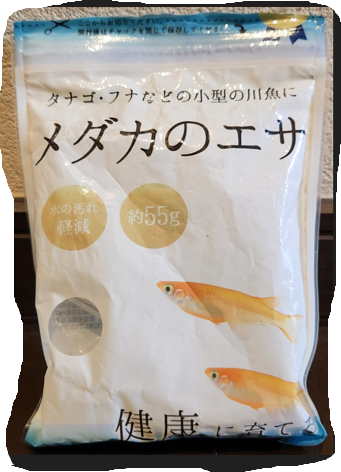 タナゴ・フナなどの小型の川魚に
メダカのエサ
水の汚れ
軽減
約55g
健康に育てる